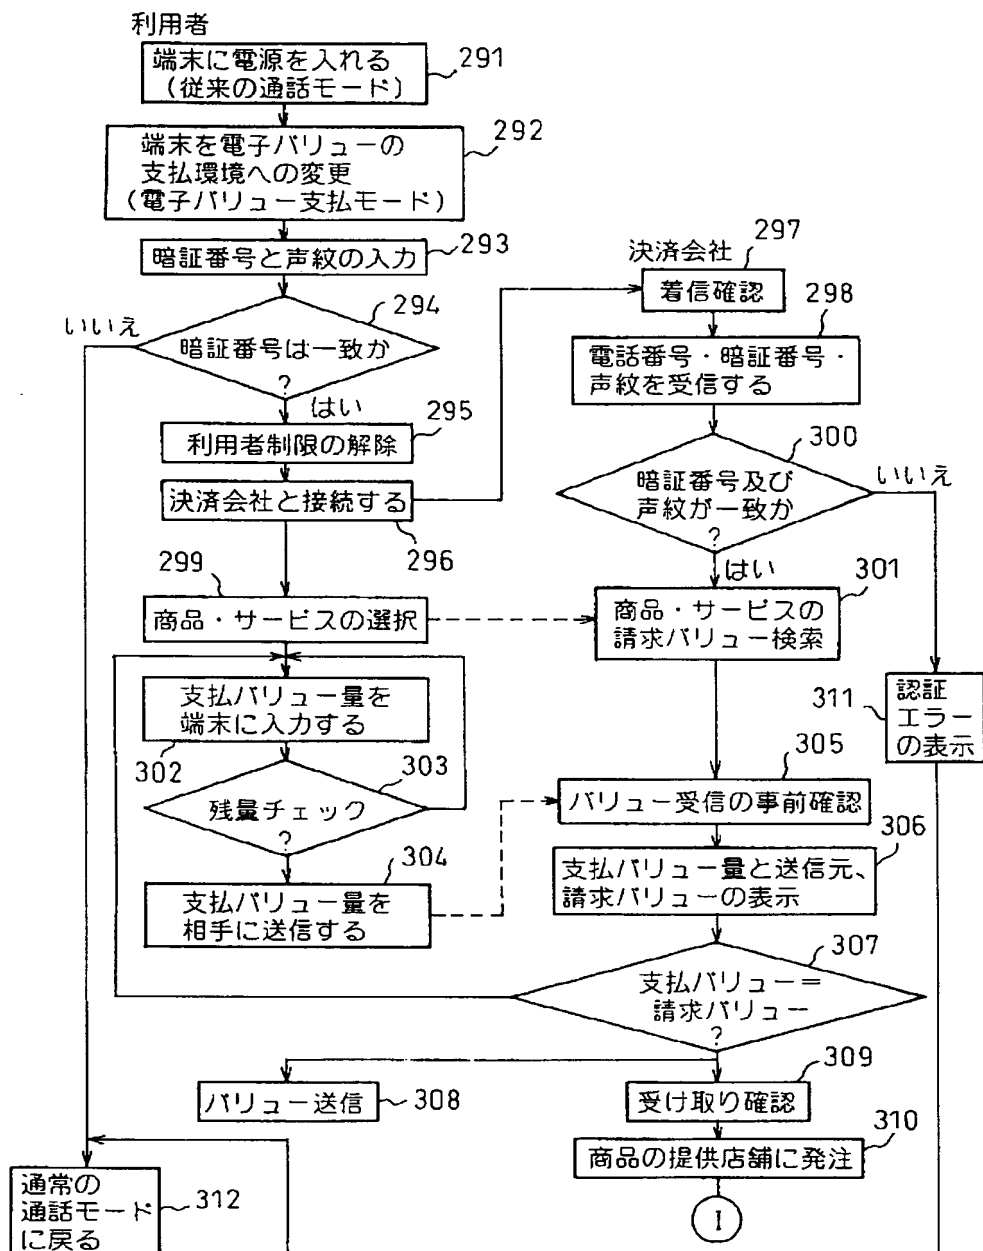 利用者
端末に電源を入れる
(従来の通話モード)
291
端末を電子バリューの
支払環境への変更
(電子バリュー支払モード)
292
暗証番号と声紋の入力
293
いいえ
暗証番号は一致か
?
294
はい
利用者制限の解除
295
決済会社と接続する
296
決済会社
297
着信確認
298
電話番号・暗証番号・
声紋を受信する
300
暗証番号及び
声紋が一致か
?
いいえ
はい
299
商品・サービスの選択
301
商品・サービスの
請求バリュー検索
支払バリュー量を
端末に入力する
302
303
残量チェック
?
304
支払バリュー量を
相手に送信する
305
バリュー受信の事前確認
306
支払バリュー量と送信元、
請求バリューの表示
307
支払バリュー=
請求バリュー
?
311
認証
エラー
の表示
バリュー送信
308
309
受け取り確認
310
商品の提供店舗に発注
I
通常の
通話モード
に戻る
312